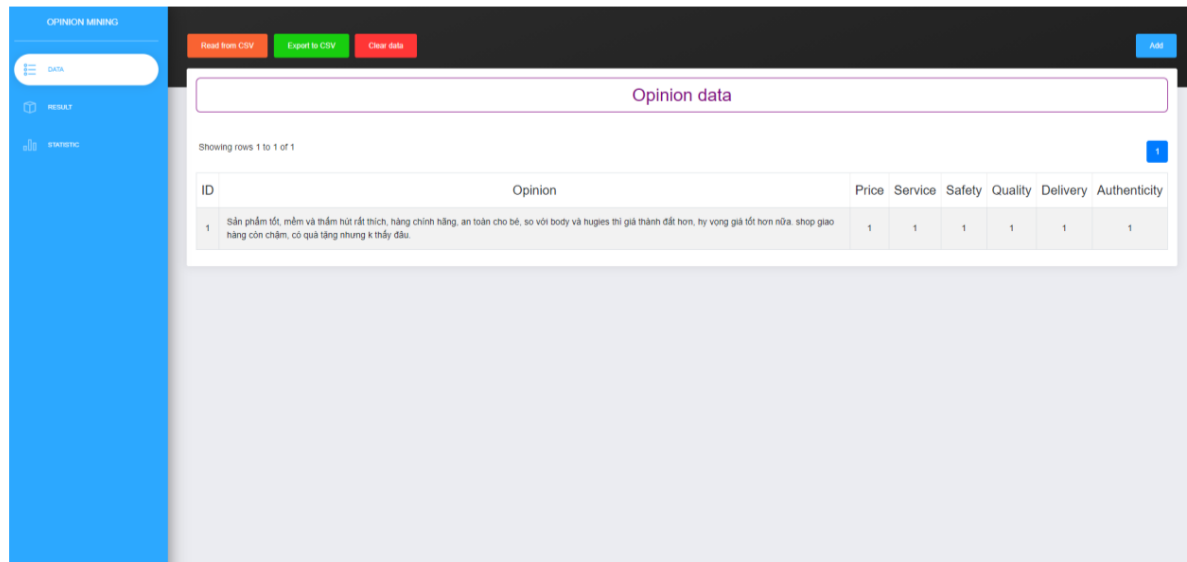 OPINION MINING
DATA
RESULT
STATISTIC
Read from CSV Export to CSV Clear data Add
Opinion data
Showing rows 1 to 1 of 1
1
ID Opinion Price Service Safety Quality Delivery Authenticity
1 Sản phẩm tốt, mềm và thấm hút rất thích, hàng chính hãng, an toàn cho bé, so với body và hugies thì giá thành đắt hơn, hy vọng giá tốt hơn nữa. shop giao 1 1 1 1 1 1
hàng còn chậm, có quà tặng nhưng k thấy đâu.